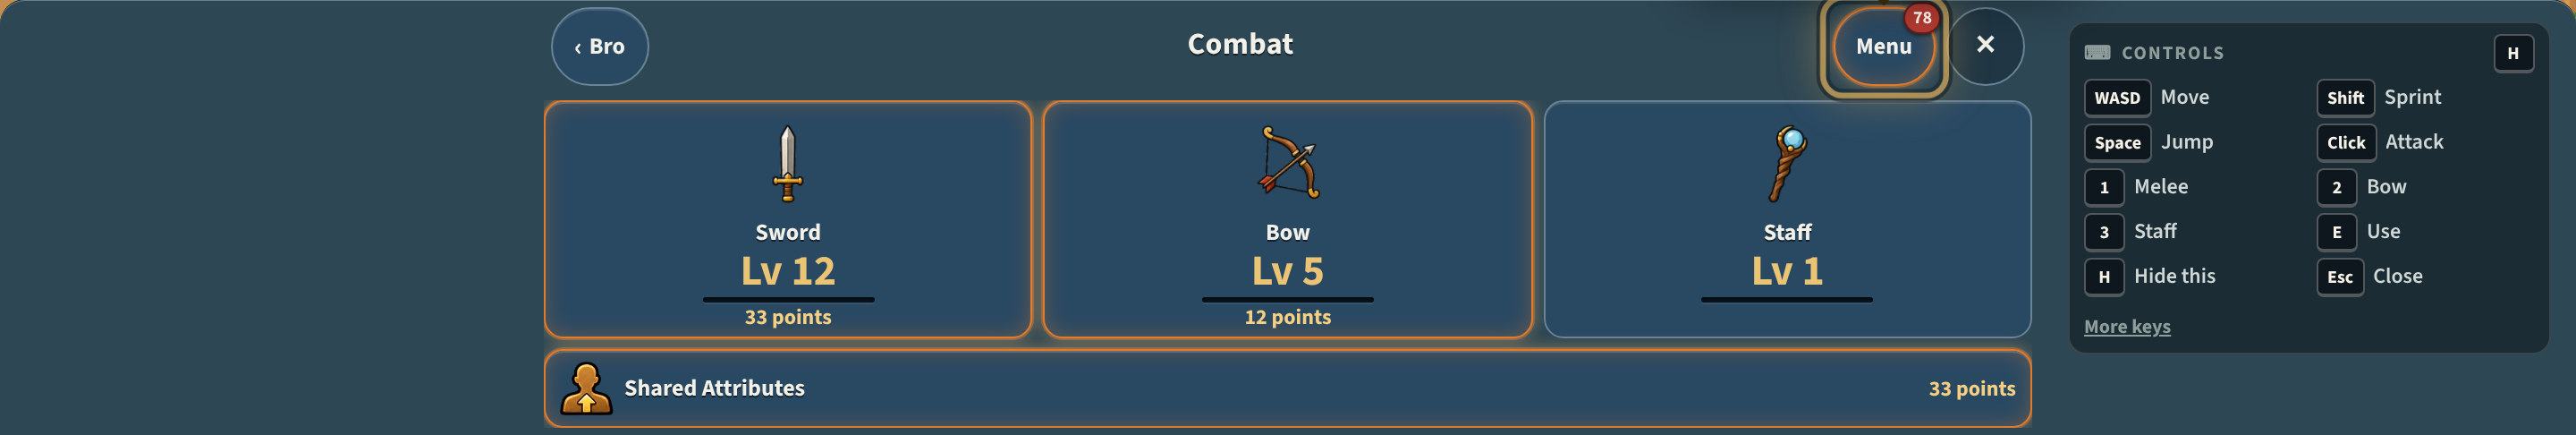 ‹ Bro
Combat
Menu
78
×
Sword
Lv 12
33 points
Bow
Lv 5
12 points
Staff
Lv 1
Shared Attributes
33 points
CONTROLS
H
WASD Move
Shift Sprint
Space Jump
Click Attack
1 Melee
2 Bow
3 Staff
E Use
H Hide this
Esc Close
More keys